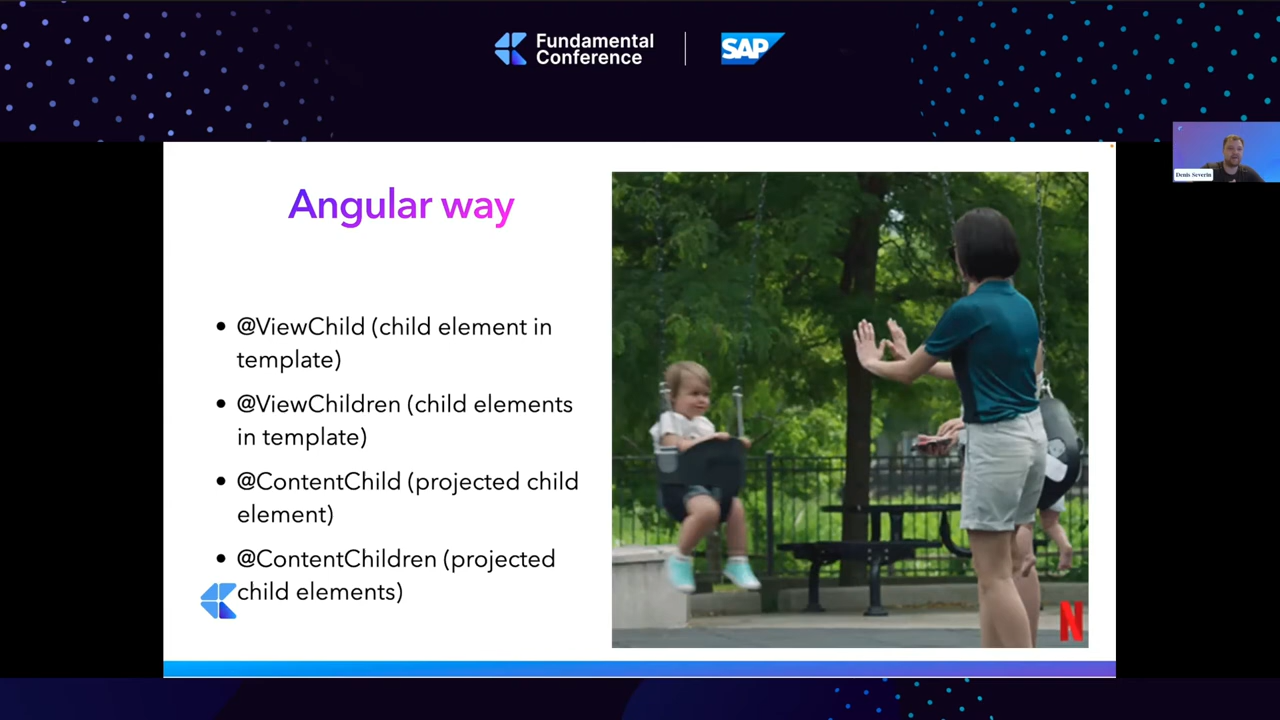 Fundamental
Conference
SAP
Denis Severin
Angular way
• @ViewChild (child element in
template)
• @ViewChildren (child elements
in template)
• @ContentChild (projected child
element)
• @ContentChildren (projected
child elements)
N